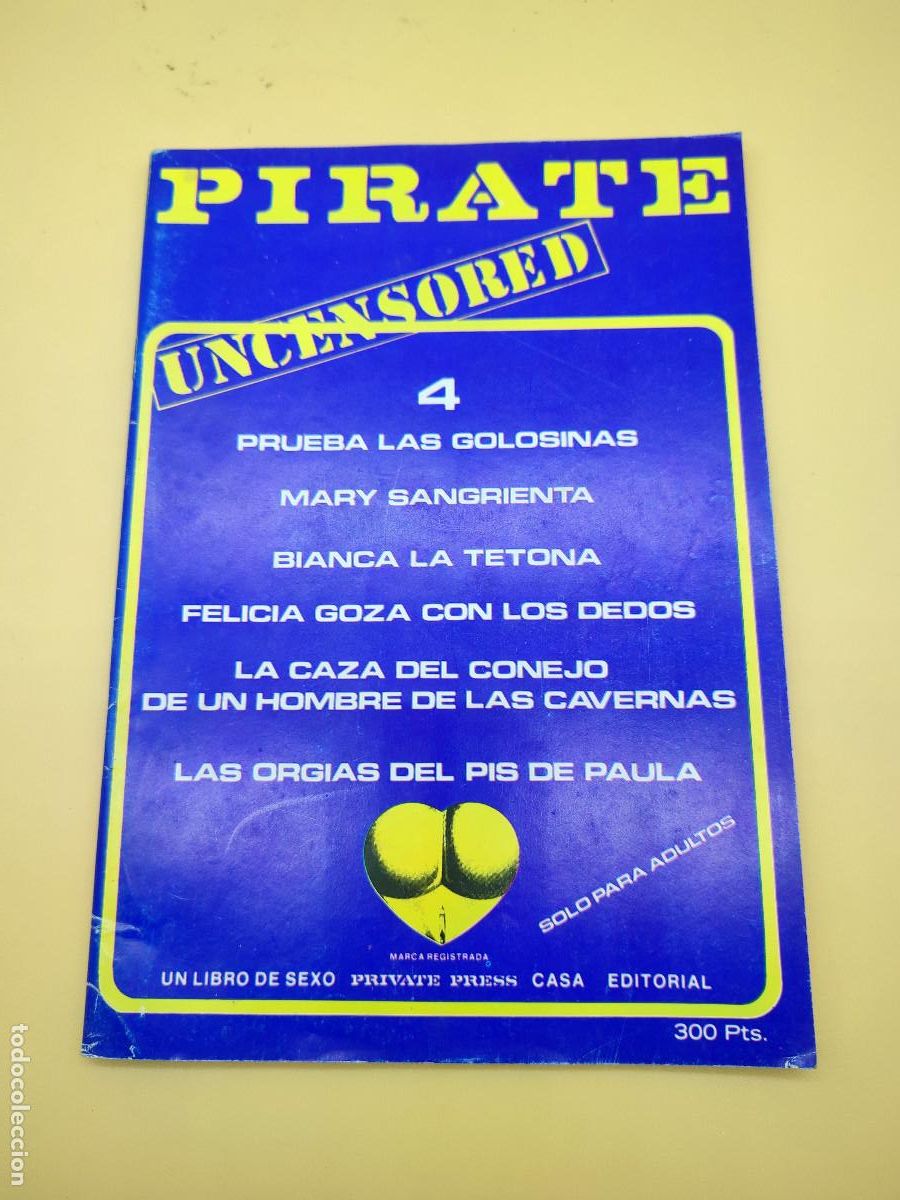 PIRATE
UNCENSORED
4
PRUEBA LAS GOLOSINAS
MARY SANGRIENTA
BIANCA LA TETONA
FELICIA GOZA CON LOS DEDOS
LA CAZA DEL CONEJO
DE UN HOMBRE DE LAS CAVERNAS
LAS ORGIAS DEL PIS DE PAULA
SOLO PARA ADULTOS
MARCA REGISTRADA
UN LIBRO DE SEXO PRIVATE PRESS CASA EDITORIAL
300 Pts.
todocoleccion